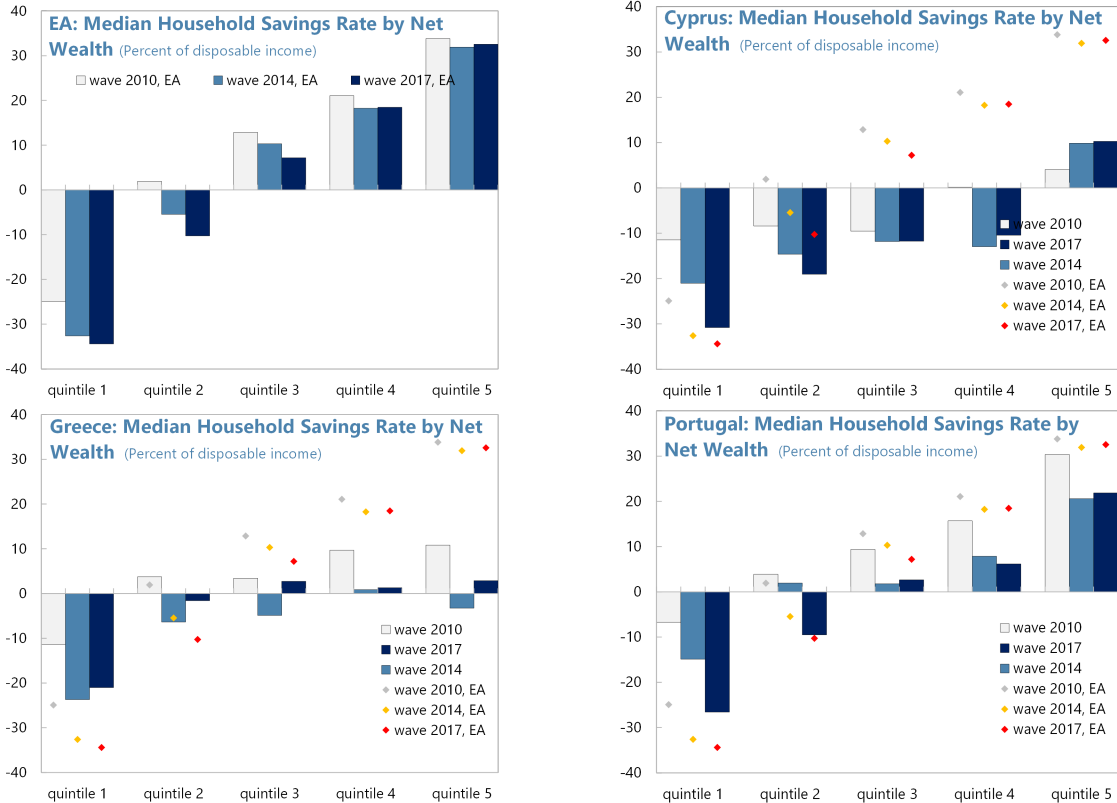 EA: Median Household Savings Rate by Net
Wealth (Percent of disposable income)
wave 2010, EA wave 2014, EA wave 2017, EA
40
30
20
10
0
-10
-20
-30
-40
quintile 1 quintile 2 quintile 3 quintile 4 quintile 5
Cyprus: Median Household Savings Rate by Net
Wealth (Percent of disposable income)
40
30
20
10
0
-10
-20
-30
-40
wave 2010
wave 2017
wave 2014
wave 2010, EA
wave 2014, EA
wave 2017, EA
quintile 1 quintile 2 quintile 3 quintile 4 quintile 5
Greece: Median Household Savings Rate by Net
Wealth (Percent of disposable income)
40
30
20
10
0
-10
-20
-30
-40
wave 2010
wave 2017
wave 2014
wave 2010, EA
wave 2014, EA
wave 2017, EA
quintile 1 quintile 2 quintile 3 quintile 4 quintile 5
Portugal: Median Household Savings Rate by
Net Wealth (Percent of disposable income)
40
30
20
10
0
-10
-20
-30
-40
wave 2010
wave 2017
wave 2014
wave 2010, EA
wave 2014, EA
wave 2017, EA
quintile 1 quintile 2 quintile 3 quintile 4 quintile 5